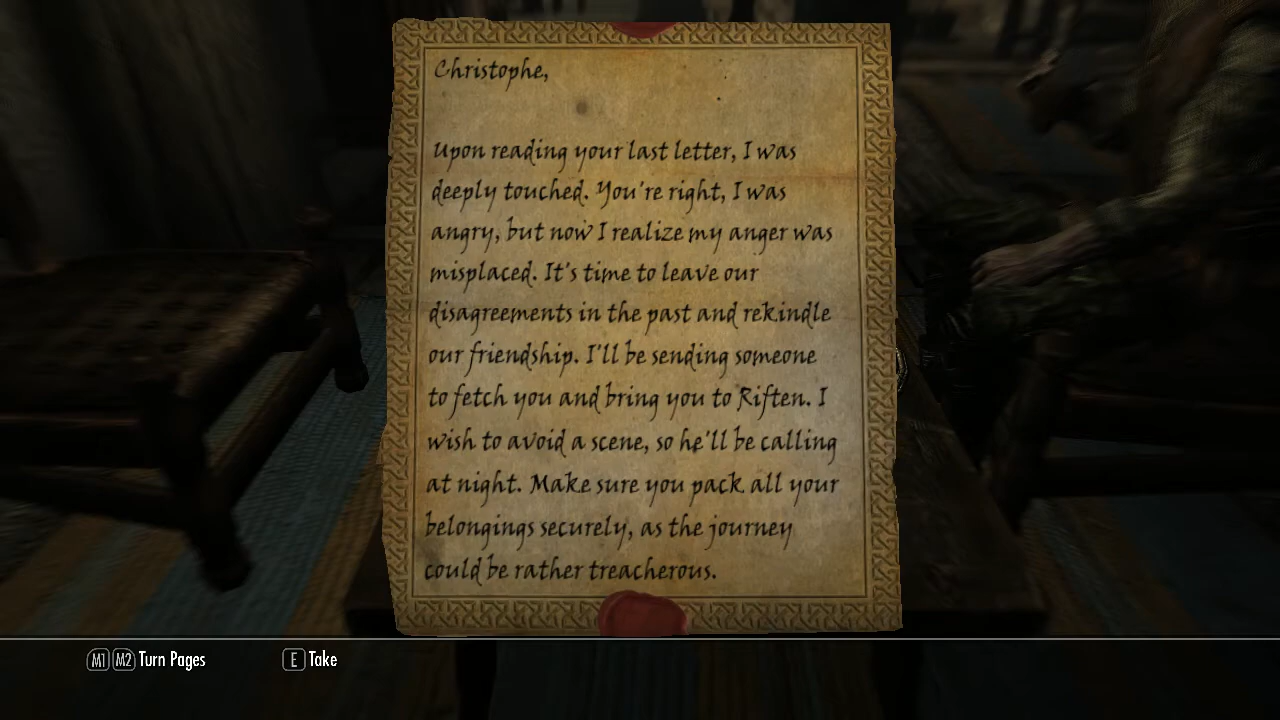 Christophe,
Upon reading your last letter, I was
deeply touched. You're right, I was
angry, but now I realize my anger was
misplaced. It's time to leave our
disagreements in the past and rekindle
our friendship. I'll be sending someone
to fetch you and bring you to Riften. I
wish to avoid a scene, so he'll be calling
at night. Make sure you pack all your
belongings securely, as the journey
could be rather treacherous.
M1 M2 Turn Pages E Take